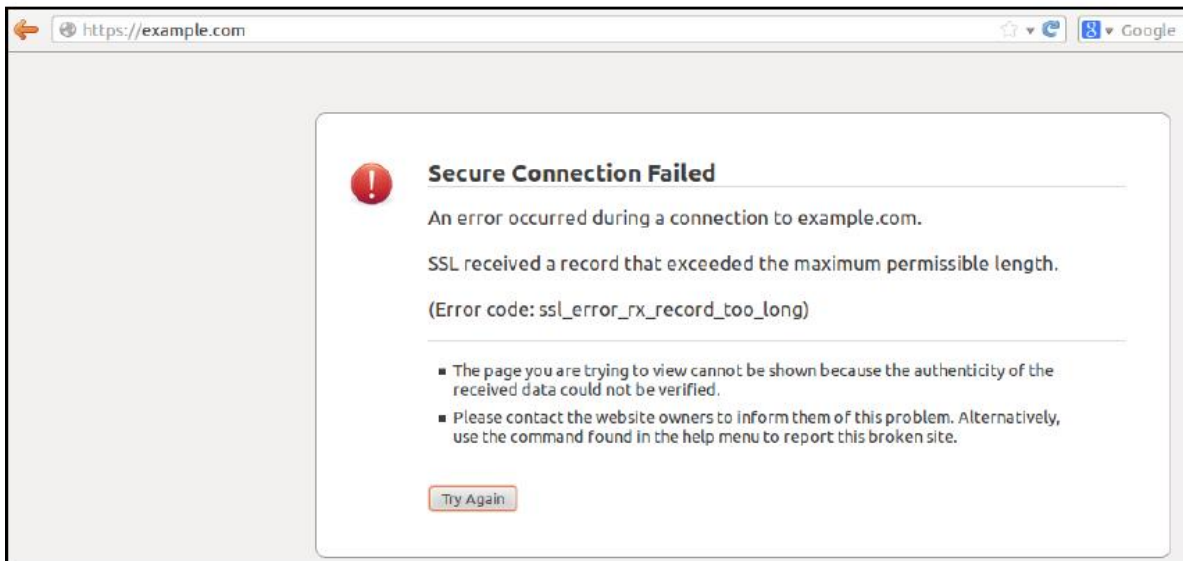 https://example.com
Google
Secure Connection Failed
An error occurred during a connection to example.com.
SSL received a record that exceeded the maximum permissible length.
(Error code: ssl_error_rx_record_too_long)
The page you are trying to view cannot be shown because the authenticity of the
received data could not be verified.
Please contact the website owners to inform them of this problem. Alternatively,
use the command found in the help menu to report this broken site.
Try Again